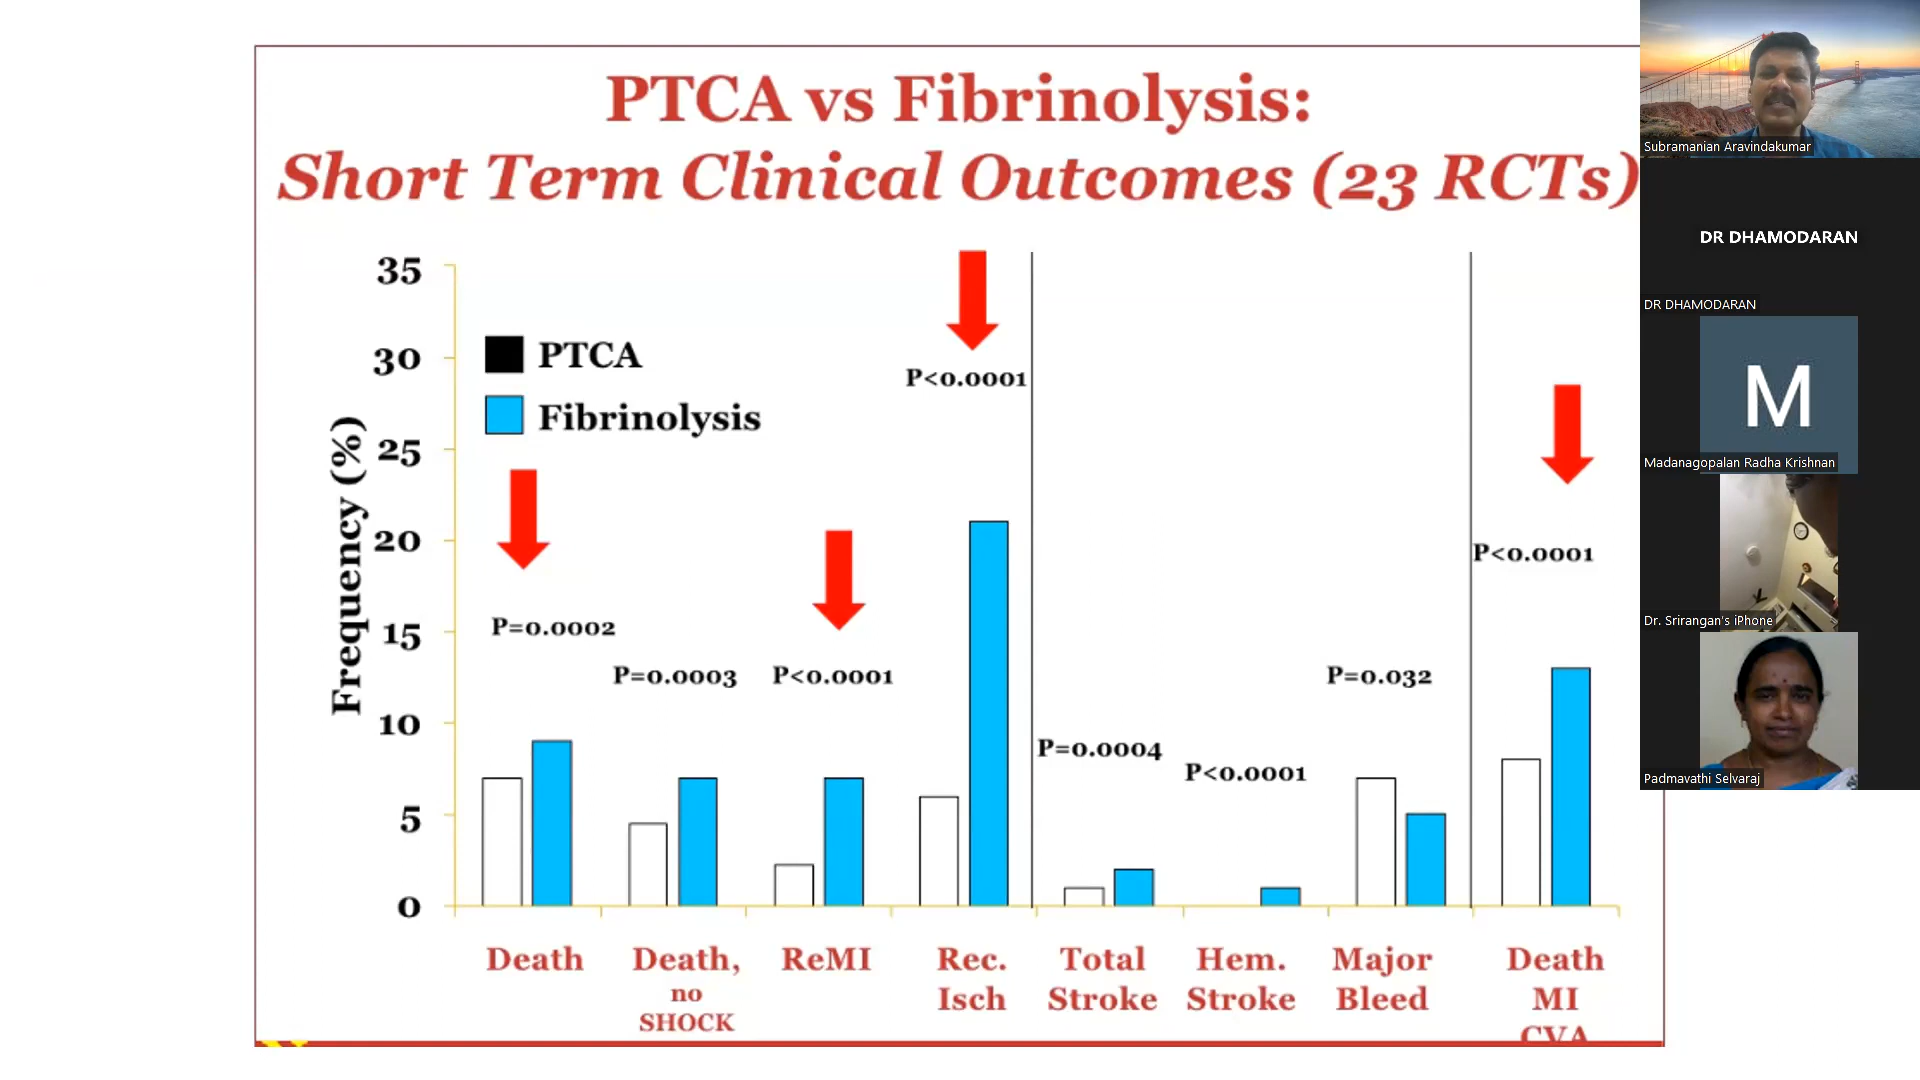 PTCA vs Fibrinolysis:
Short Term Clinical Outcomes (23 RCTs)
Frequency (%)
35
30
25
20
15
10
5
0
PTCA
Fibrinolysis
P=0.0002
P=0.0003
P<0.0001
P<0.0001
P=0.0004
P<0.0001
P=0.032
P<0.0001
Death
Death,
no
SHOCK
ReMI
Rec.
Isch
Total
Stroke
Hem.
Stroke
Major
Bleed
Death
MI
CVA
Subramanian Aravindakumar
DR DHAMODARAN
DR DHAMODARAN
M
Madanagopalan Radha Krishnan
Dr. Srirangan's iPhone
Padmavathi Selvaraj